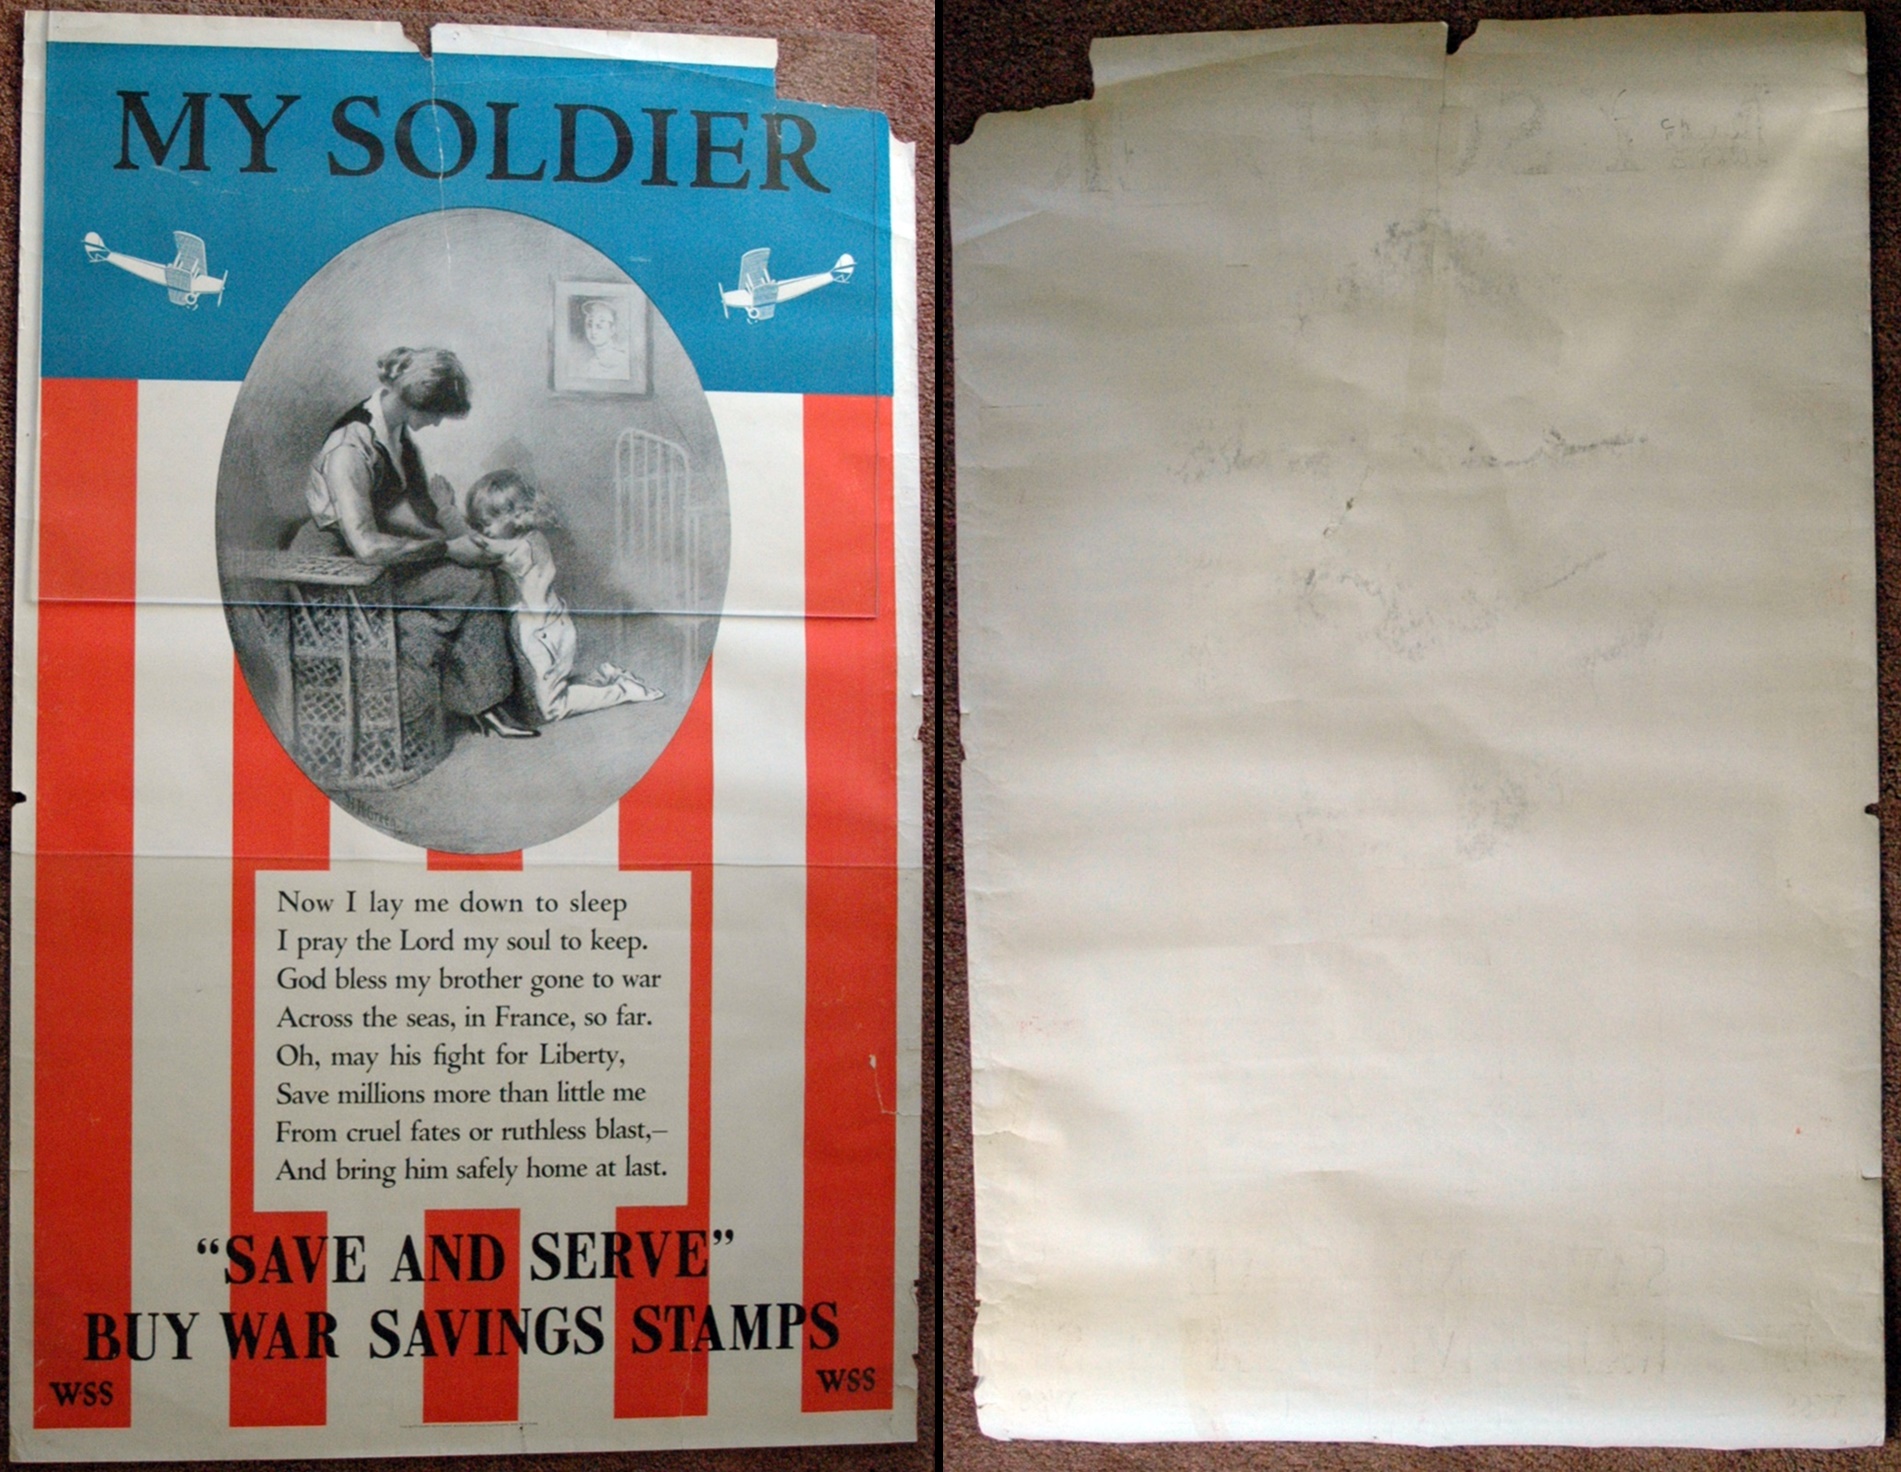 MY SOLDIER
Now I lay me down to sleep
I pray the Lord my soul to keep.
God bless my brother gone to war
Across the seas, in France, so far.
Oh, may his fight for Liberty,
Save millions more than little me
From cruel fates or ruthless blast,—
And bring him safely home at last.
“SAVE AND SERVE”
BUY WAR SAVINGS STAMPS
WSS WSS